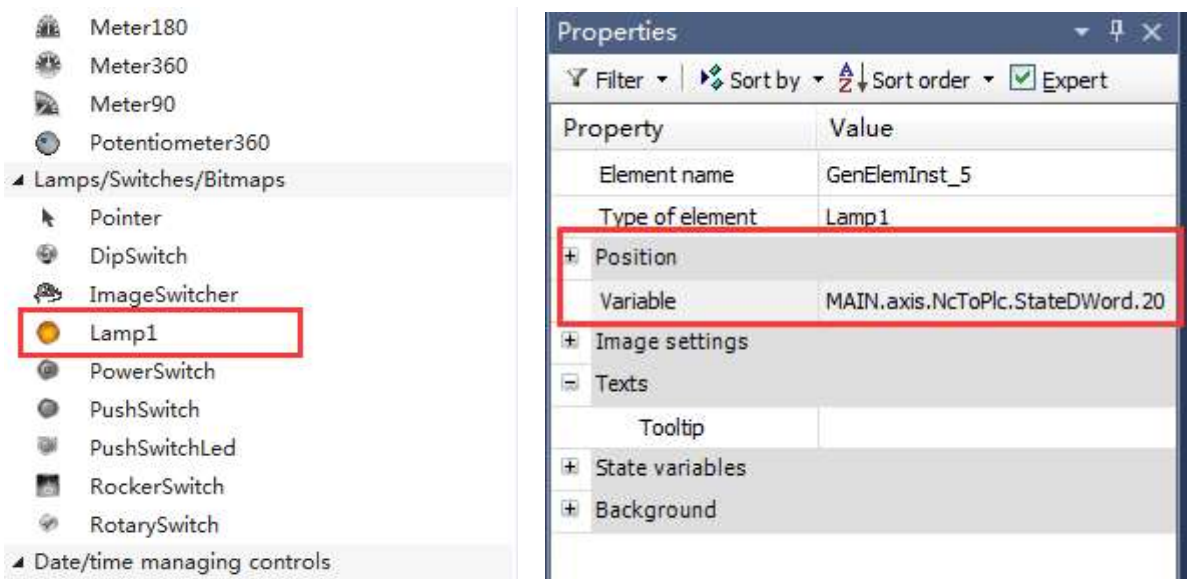 Meter180
Meter360
Meter90
Potentiometer360
Lamps/Switches/Bitmaps
Pointer
DipSwitch
ImageSwitcher
Lamp1
PowerSwitch
PushSwitch
PushSwitchLed
RockerSwitch
RotarySwitch
Date/time managing controls
Properties
Filter Sort by Sort order Expert
Property Value
Element name GenElemInst_5
Type of element Lamp1
Position
Variable MAIN.axis.NcToPlc.StateDWord.20
Image settings
Texts
Tooltip
State variables
Background